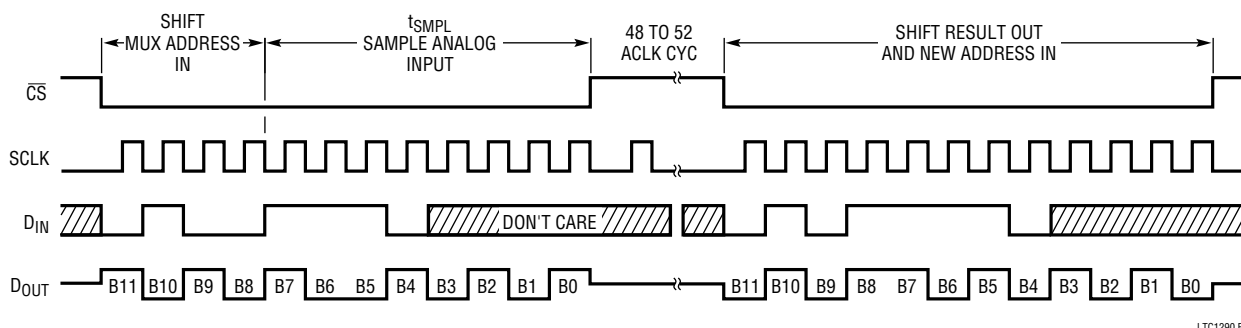 SHIFT
MUX ADDRESS
IN
tSMPL
SAMPLE ANALOG
INPUT
48 TO 52
ACLK CYC
SHIFT RESULT OUT
AND NEW ADDRESS IN
CS
SCLK
DIN
DON'T CARE
DOUT
B11 B10 B9 B8 B7 B6 B5 B4 B3 B2 B1 B0
B11 B10 B9 B8 B7 B6 B5 B4 B3 B2 B1 B0